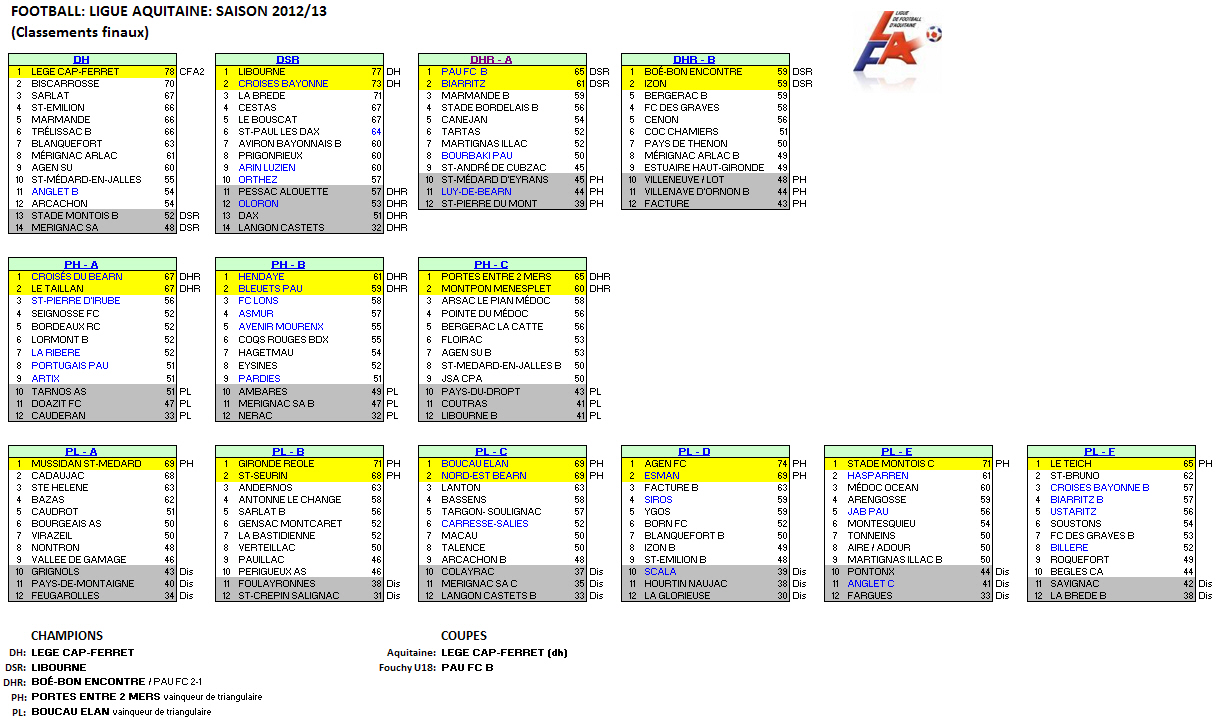 FOOTBALL: LIGUE AQUITAINE: SAISON 2012/13
(Classements finaux)
LIGUE DE FOOTBALL D'AQUITAINE
LFA
DH
1 LEGE CAP-FERRET 78 CFA2
2 BISCARROSSE 70
3 SARLAT 67
4 ST-EMILION 66
5 MARMANDE 66
6 TRÉLISSAC B 66
7 BLANQUEFORT 63
8 MÉRIGNAC ARLAC 61
9 AGEN SU 60
10 ST-MÉDARD-EN-JALLES 55
11 ANGLET B 54
12 ARCACHON 54
13 STADE MONTOIS B 52 DSR
14 MERIGNAC SA 48 DSR
DSR
1 LIBOURNE 77 DH
2 CROISES BAYONNE 73 DH
3 LA BREDE 71
4 CESTAS 67
5 LE BOUSCAT 67
6 ST-PAUL LES DAX 64
7 AVIRON BAYONNAIS B 60
8 PRIGONRIEUX 60
9 ARIN LUZIEN 60
10 ORTHEZ 57
11 PESSAC ALOUETTE 57 DHR
12 OLORON 53 DHR
13 DAX 51 DHR
14 LANGON CASTETS 32 DHR
DHR - A
1 PAU FC B 65 DSR
2 BIARRITZ 61 DSR
3 MARMANDE B 59
4 STADE BORDELAIS B 56
5 CANEJAN 54
6 TARTAS 52
7 MARTIGNAS ILLAC 52
8 BOURBAKI PAU 50
9 ST-ANDRÉ DE CUBZAC 45
10 ST-MÉDARD D'EYRANS 45 PH
11 LUY-DE-BEARN 44 PH
12 ST-PIERRE DU MONT 39 PH
DHR - B
1 BOÉ-BON ENCONTRE 59 DSR
2 IZON 59 DSR
3 BERGERAC B 59
4 FC DES GRAVES 58
5 CENON 56
6 COC CHAMIERS 51
7 PAYS DE THENON 50
8 MÉRIGNAC ARLAC B 49
9 ESTUAIRE HAUT-GIRONDE 49
10 VILLENEUVE / LOT 48 PH
11 VILLENAVE D'ORNON B 44 PH
12 FACTURE 43 PH
PH - A
1 CROISÉS DU BEARN 67 DHR
2 LE TAILLAN 67 DHR
3 ST-PIERRE D'IRUBE 56
4 SEIGNOSSE FC 52
5 BORDEAUX RC 52
6 LORMONT B 52
7 LA RIBERE 52
8 PORTUGAIS PAU 51
9 ARTIX 51
10 TARNOS AS 51 PL
11 DOAZIT FC 47 PL
12 CAUDERAN 33 PL
PH - B
1 HENDAYE 61 DHR
2 BLEUETS PAU 59 DHR
3 FC LONS 58
4 ASMUR 57
5 AVENIR MOURENX 55
6 COQS ROUGES BDX 55
7 HAGETMAU 54
8 EYSINES 52
9 PARDIES 51
10 AMBARES 49 PL
11 MERIGNAC SA B 47 PL
12 NERAC 32 PL
PH - C
1 PORTES ENTRE 2 MERS 65 DHR
2 MONTPON MENESPLET 60 DHR
3 ARSAC LE PIAN MÉDOC 58
4 POINTE DU MÉDOC 56
5 BERGERAC LA CATTE 56
6 FLOIRAC 53
7 AGEN SU B 53
8 ST-MEDARD-EN-JALLES B 50
9 JSA CPA 50
10 PAYS-DU-DROPT 43 PL
11 COUTRAS 41 PL
12 LIBOURNE B 41 PL
PL - A
1 MUSSIDAN ST-MEDARD 69 PH
2 CADAUJAC 68
3 STE HELENE 63
4 BAZAS 62
5 CAUDROT 51
6 BOURGEAIS AS 50
7 VIRAZEIL 50
8 NONTRON 48
9 VALLEE DE GAMAGE 46
10 GRIGNOLS 43 Dis
11 PAYS-DE-MONTAIGNE 40 Dis
12 FEUGAROLLES 34 Dis
PL - B
1 GIRONDE REOLE 71 PH
2 ST-SEURIN 68 PH
3 ANDERNOS 63
4 ANTONNE LE CHANGE 58
5 SARLAT B 56
6 GENSAC MONTCARET 52
7 LA BASTIDIENNE 52
8 VERTEILLAC 50
9 PAUILLAC 46
10 PERIGUEUX AS 46
11 FOULAYRONNES 38 Dis
12 ST-CREPIN SALIGNAC 31 Dis
PL - C
1 BOUCAU ELAN 69 PH
2 NORD-EST BEARN 69 PH
3 LANTON 63
4 BASSENS 58
5 TARGON- SOULIGNAC 57
6 CARRESSE-SALIES 52
7 MACAU 50
8 TALENCE 50
9 ARCACHON B 48
10 COLAYRAC 37 Dis
11 MERIGNAC SA C 35 Dis
12 LANGON CASTETS B 33 Dis
PL - D
1 AGEN FC 74 PH
2 ESMAN 69 PH
3 FACTURE B 63
4 SIROS 59
5 YGOS 59
6 BORN FC 52
7 BLANQUEFORT B 50
8 IZON B 49
9 ST-EMILION B 48
10 SCALA 39 Dis
11 HOURTIN NAUJAC 38 Dis
12 LA GLORIEUSE 30 Dis
PL - E
1 STADE MONTOIS C 71 PH
2 HASPARREN 61
3 MÉDOC OCEAN 60
4 ARENGOSSE 59
5 JAB PAU 56
6 MONTESQUIEU 54
7 TONNEINS 50
8 AIRE / ADOUR 50
9 MARTIGNAS ILLAC B 50
10 PONTONX 44 Dis
11 ANGLET C 41 Dis
12 FARGUES 33 Dis
PL - F
1 LE TEICH 65 PH
2 ST-BRUNO 62
3 CROISES BAYONNE B 57
4 BIARRITZ B 57
5 USTARITZ 56
6 SOUSTONS 54
7 FC DES GRAVES B 53
8 BILLERE 52
9 ROQUEFORT 49
10 BEGLES CA 44
11 SAVIGNAC 42 Dis
12 LA BREDE B 38 Dis
CHAMPIONS
DH: LEGE CAP-FERRET
DSR: LIBOURNE
DHR: BOÉ-BON ENCONTRE / PAU FC 2-1
PH: PORTES ENTRE 2 MERS vainqueur de triangulaire
PL: BOUCAU ELAN vainqueur de triangulaire
COUPES
Aquitaine: LEGE CAP-FERRET (dh)
Fouchy U18: PAU FC B